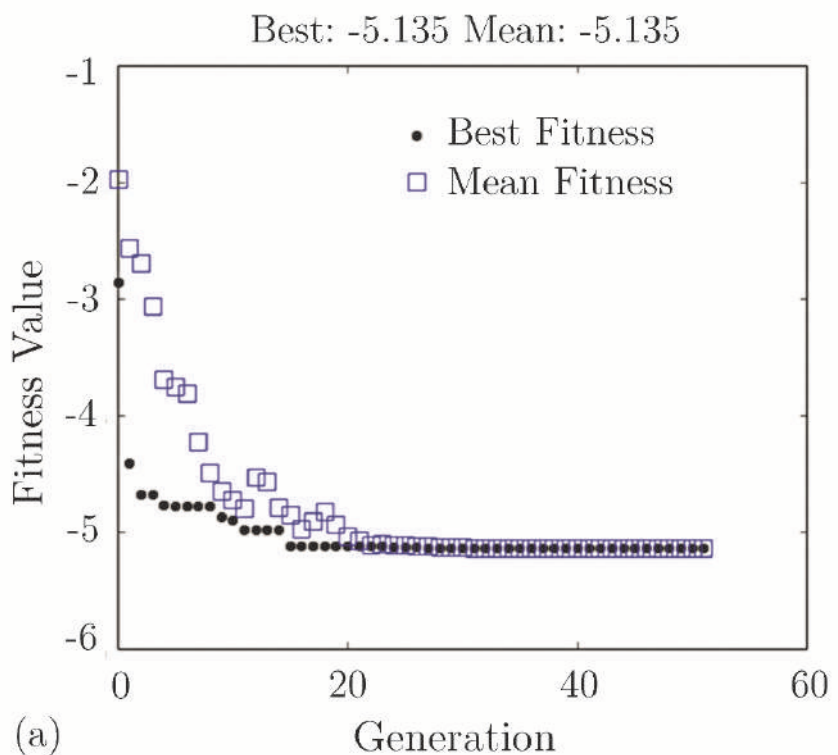 Best: -5.135 Mean: -5.135
-1
Best Fitness
-2
Mean Fitness
-3
Fitness Value
-4
-5
-6
0 20 40 60
(a) Generation